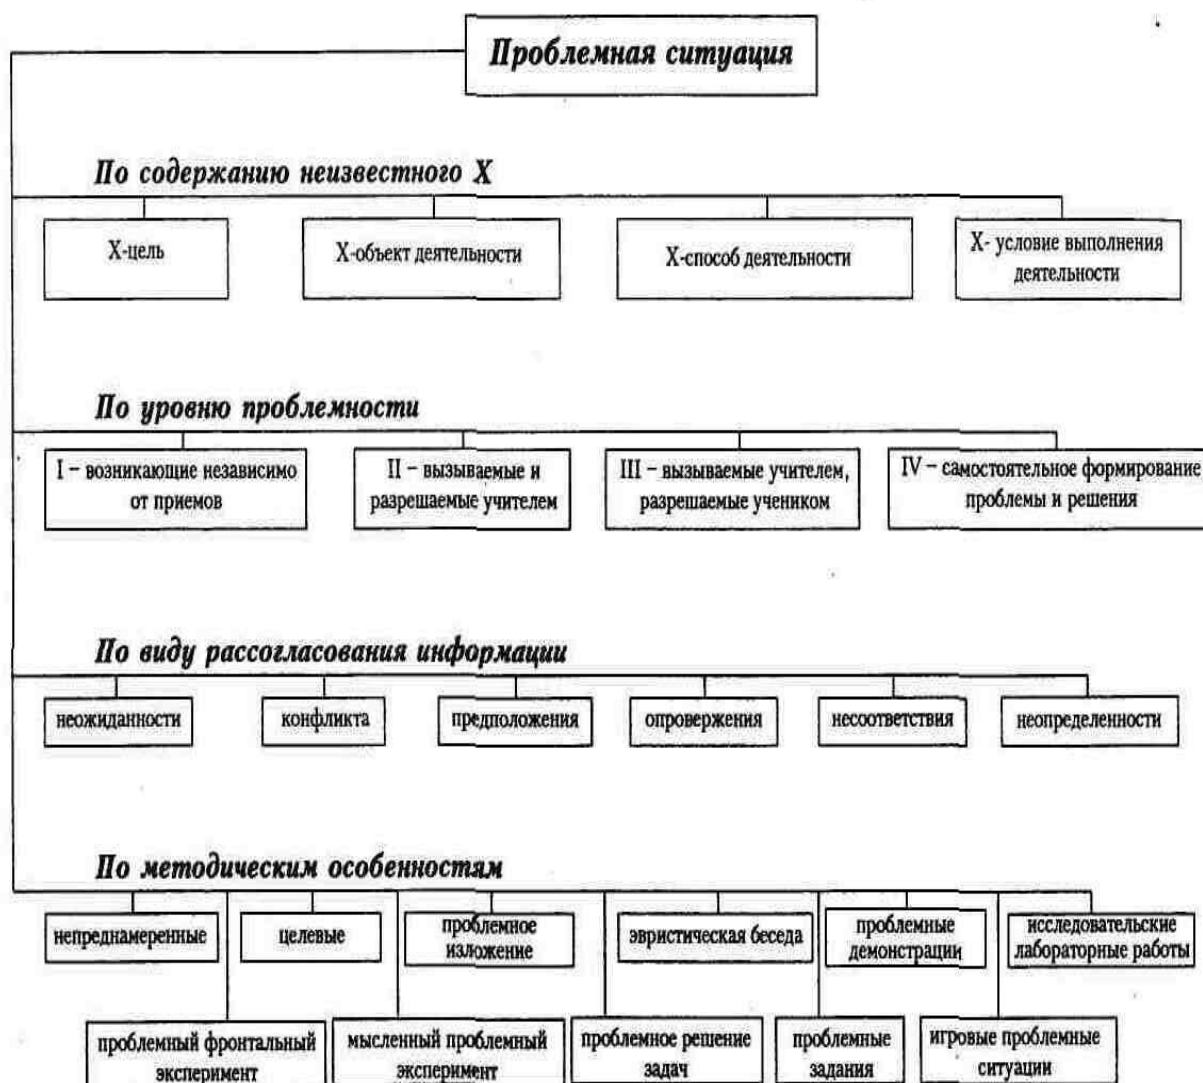 Проблемная ситуация
По содержанию неизвестного X
X-цель
X-объект деятельности
X-способ деятельности
X- условие выполнения
деятельности
По уровню проблемности
I – возникающие независимо
от приемов
II – вызываемые и
разрешаемые учителем
III – вызываемые учителем,
разрешаемые учеником
IV – самостоятельное формирование
проблемы и решения
По виду рассогласования информации
неожиданности
конфликта
предположения
опровержения
несоответствия
неопределенности
По методическим особенностям
непреднамеренные
целевые
проблемное
изложение
эвристическая беседа
проблемные
демонстрации
исследовательские
лабораторные работы
проблемный фронтальный
эксперимент
мысленный проблемный
эксперимент
проблемное решение
задач
проблемные
задания
игровые проблемные
ситуации